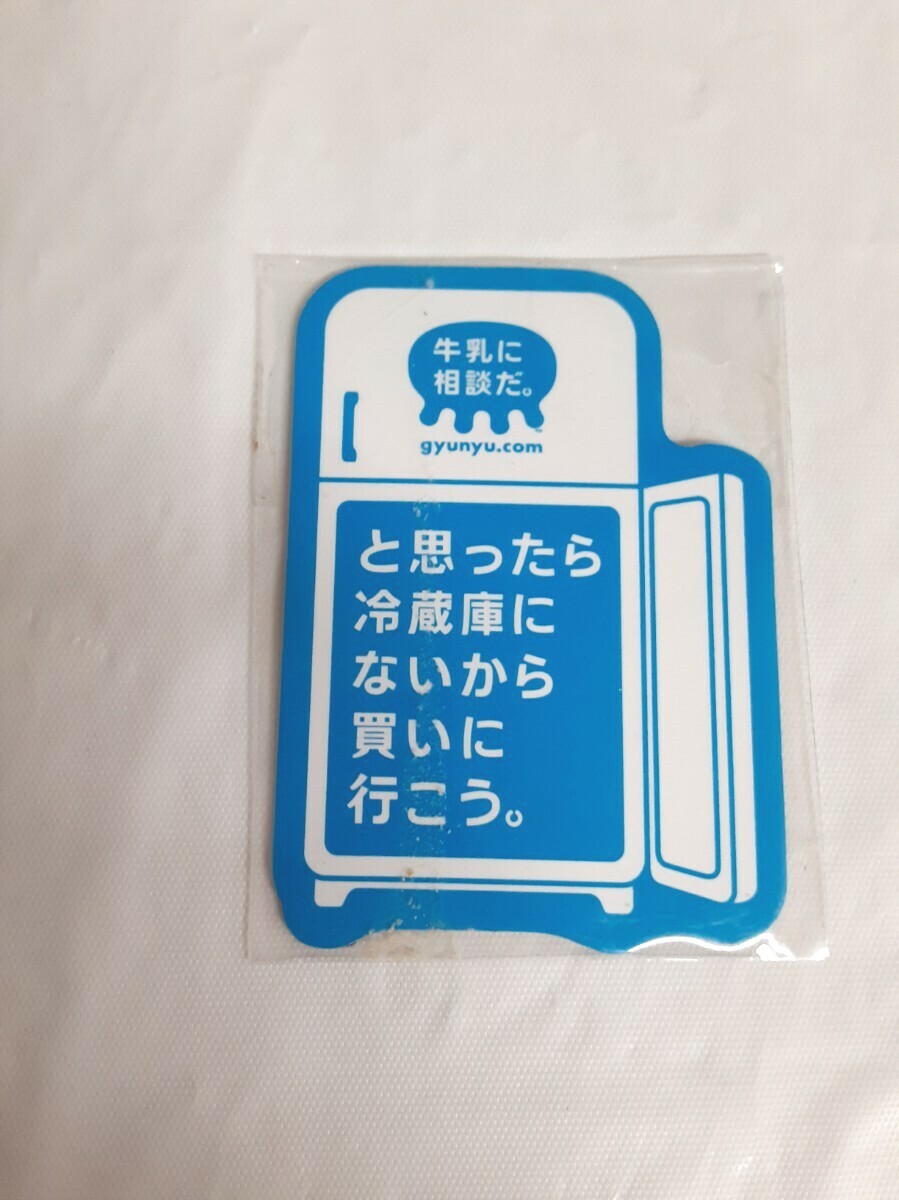 牛乳に
相談だ。
gyunyu.com
と思ったら
冷蔵庫に
ないから
買いに
行こう。